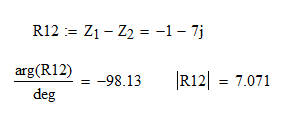 R12 := Z₁ − Z₂ = −1 − 7j
arg(R12)/deg = −98.13 |R12| = 7.071